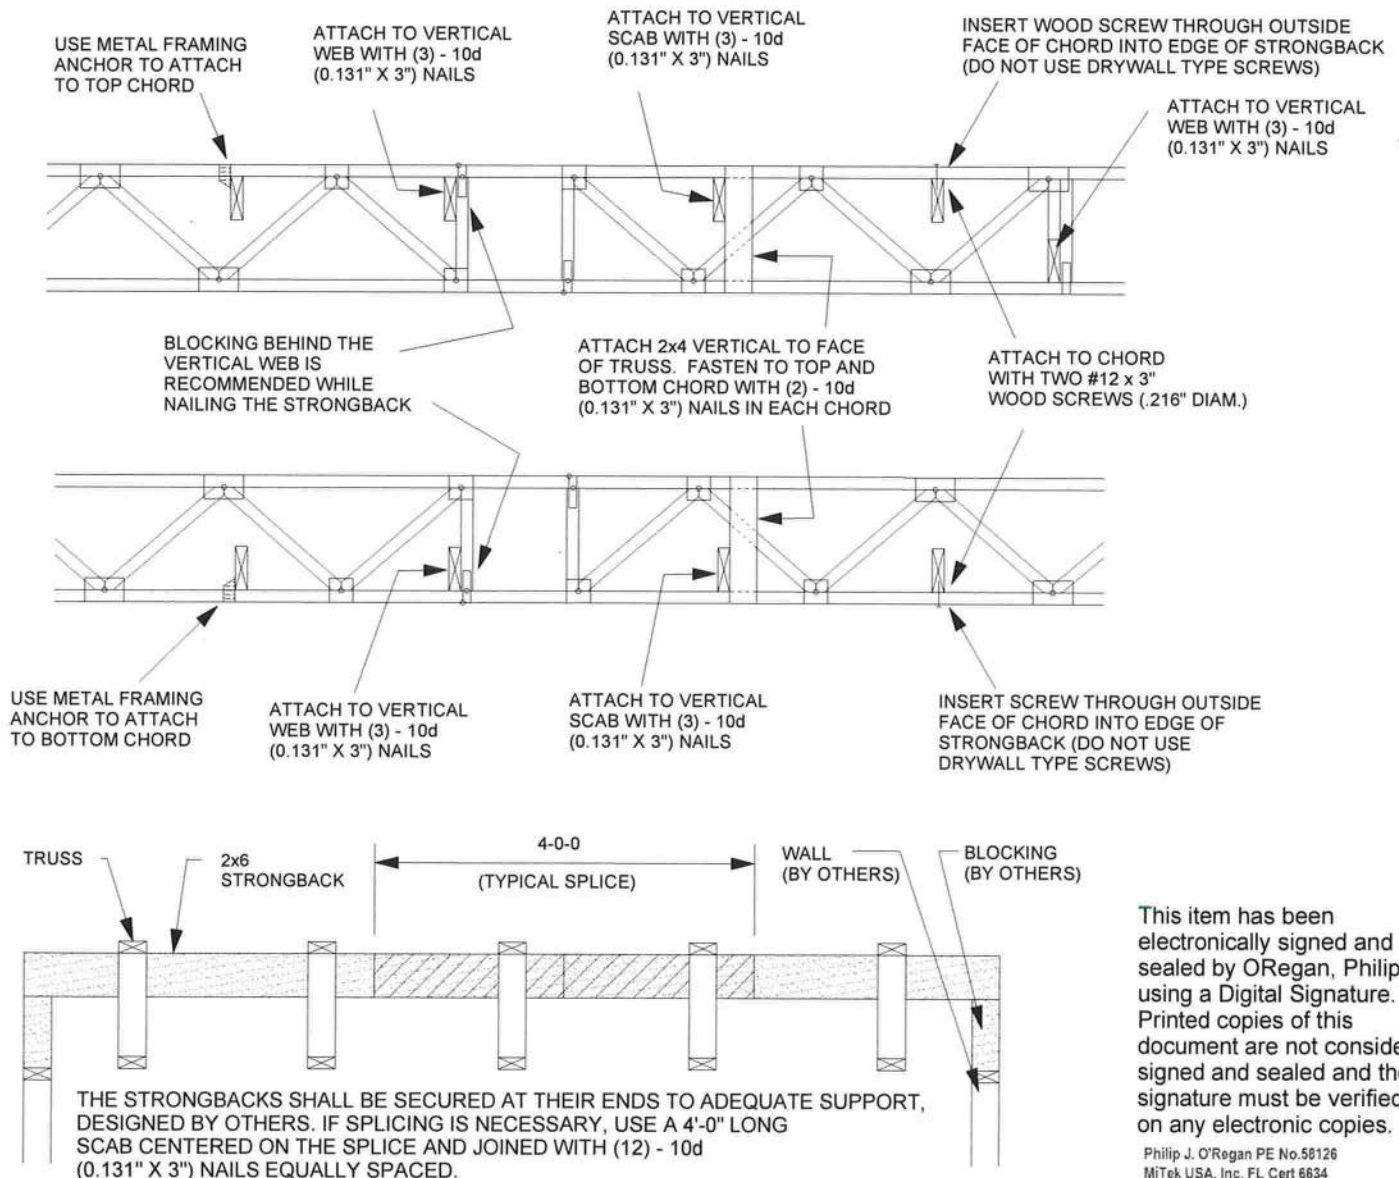 USE METAL FRAMING
ANCHOR TO ATTACH
TO TOP CHORD
ATTACH TO VERTICAL
WEB WITH (3) - 10d
(0.131" X 3") NAILS
ATTACH TO VERTICAL
SCAB WITH (3) - 10d
(0.131" X 3") NAILS
INSERT WOOD SCREW THROUGH OUTSIDE
FACE OF CHORD INTO EDGE OF STRONGBACK
(DO NOT USE DRYWALL TYPE SCREWS)
ATTACH TO VERTICAL
WEB WITH (3) - 10d
(0.131" X 3") NAILS
BLOCKING BEHIND THE
VERTICAL WEB IS
RECOMMENDED WHILE
NAILING THE STRONGBACK
ATTACH 2x4 VERTICAL TO FACE
OF TRUSS. FASTEN TO TOP AND
BOTTOM CHORD WITH (2) - 10d
(0.131" X 3") NAILS IN EACH CHORD
ATTACH TO CHORD
WITH TWO #12 x 3"
WOOD SCREWS (.216" DIAM.)
USE METAL FRAMING
ANCHOR TO ATTACH
TO BOTTOM CHORD
ATTACH TO VERTICAL
WEB WITH (3) - 10d
(0.131" X 3") NAILS
ATTACH TO VERTICAL
SCAB WITH (3) - 10d
(0.131" X 3") NAILS
INSERT SCREW THROUGH OUTSIDE
FACE OF CHORD INTO EDGE OF
STRONGBACK (DO NOT USE
DRYWALL TYPE SCREWS)
TRUSS
2x6
STRONGBACK
4-0-0
(TYPICAL SPLICE)
WALL
(BY OTHERS)
BLOCKING
(BY OTHERS)
THE STRONGBACKS SHALL BE SECURED AT THEIR ENDS TO ADEQUATE SUPPORT,
DESIGNED BY OTHERS. IF SPLICING IS NECESSARY, USE A 4'-0" LONG
SCAB CENTERED ON THE SPLICE AND JOINED WITH (12) - 10d
(0.131" X 3") NAILS EQUALLY SPACED.
This item has been
electronically signed and
sealed by ORegan, Philip
using a Digital Signature.
Printed copies of this
document are not conside
signed and sealed and the
signature must be verified
on any electronic copies.
Philip J. O'Regan PE No.58126
MiTek USA, Inc. FL Cert 6634